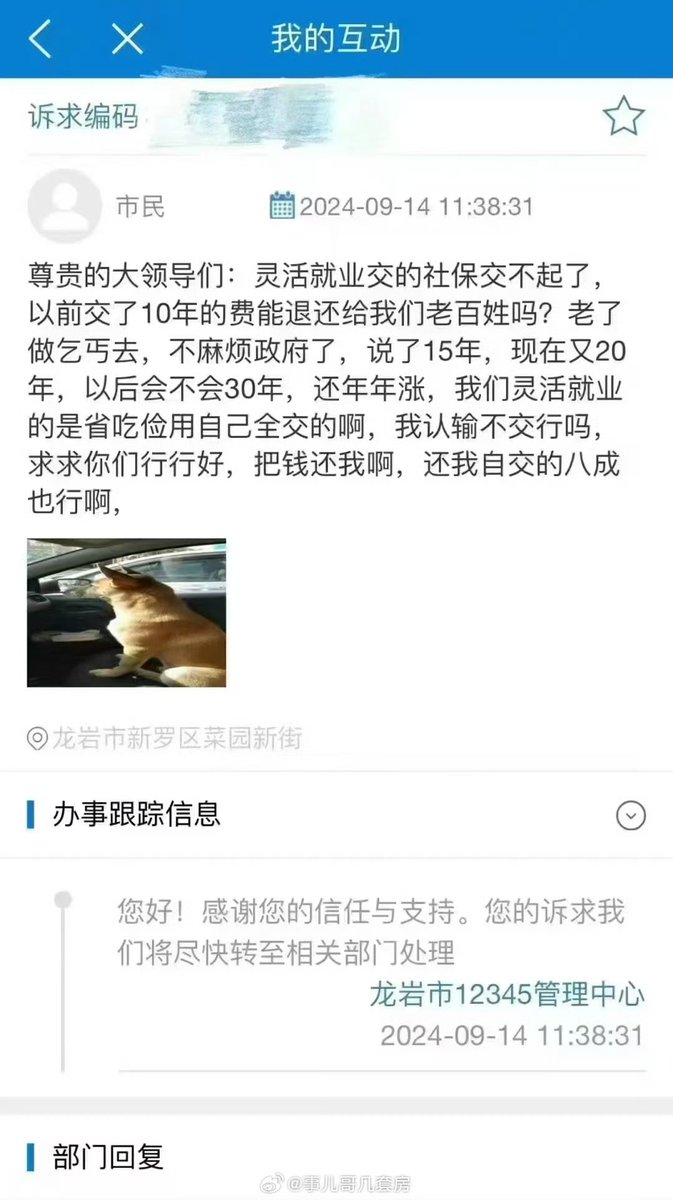 我的互动
诉求编码
市民
2024-09-14 11:38:31
尊贵的大领导们：灵活就业交的社保交不起了，
以前交了10年的费能退还给我们老百姓吗？老了
做乞丐去，不麻烦政府了，说了15年，现在又20
年，以后会不会30年，还年年涨，我们灵活就业
的是省吃俭用自己全交的啊，我认输不交行吗，
求求你们行行好，把钱还我啊，还我自交的八成
也行啊，
龙岩市新罗区菜园新街
办事跟踪信息
您好！感谢您的信任与支持。您的诉求我
们将尽快转至相关部门处理
龙岩市12345管理中心
2024-09-14 11:38:31
部门回复
@事儿哥几套房